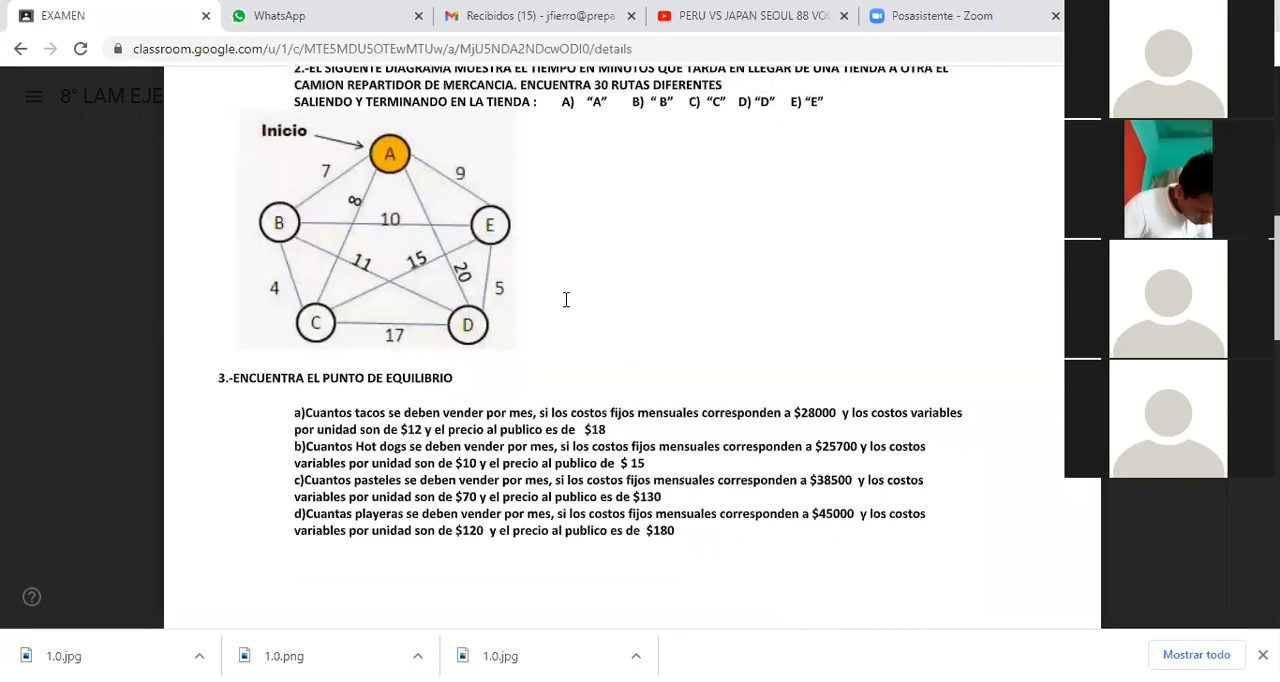 EXAMEN
WhatsApp
Recibidos (15) - jfierro@prepa
PERU VS JAPAN SEOUL 88 VO
Posasistente - Zoom
classroom.google.com/u/1/c/MTE5MDU5OTEwMTUw/a/MjU5NDA2NDcwODI0/details
8° LAM EJE
2.-EL SIGUENTE DIAGRAMA MUESTRA EL TIEMPO EN MINUTOS QUE TARDA EN LLEGAR DE UNA TIENDA A OTRA EL
CAMION REPARTIDOR DE MERCANCIA. ENCUENTRA 30 RUTAS DIFERENTES
SALIENDO Y TERMINANDO EN LA TIENDA : A) “A” B) “ B” C) “C” D) “D” E) “E”
Inicio
A
7
9
8
B
10
E
11
15
20
4
5
C
D
17
3.-ENCUENTRA EL PUNTO DE EQUILIBRIO
a)Cuantos tacos se deben vender por mes, si los costos fijos mensuales corresponden a $28000 y los costos variables
por unidad son de $12 y el precio al publico es de $18
b)Cuantos Hot dogs se deben vender por mes, si los costos fijos mensuales corresponden a $25700 y los costos
variables por unidad son de $10 y el precio al publico de $ 15
c)Cuantos pasteles se deben vender por mes, si los costos fijos mensuales corresponden a $38500 y los costos
variables por unidad son de $70 y el precio al publico es de $130
d)Cuantas playeras se deben vender por mes, si los costos fijos mensuales corresponden a $45000 y los costos
variables por unidad son de $120 y el precio al publico es de $180
1.0.jpg
1.0.png
1.0.jpg
Mostrar todo